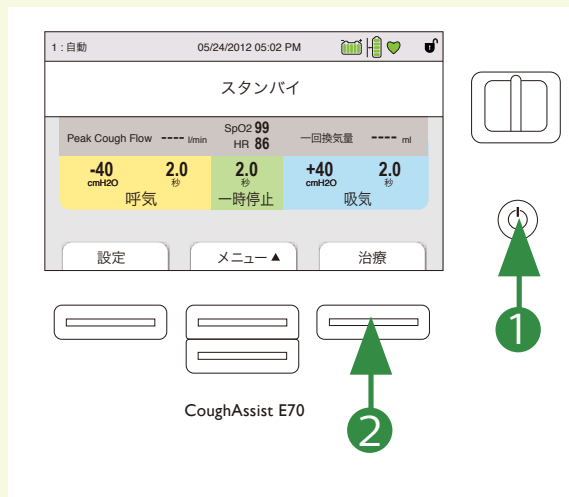 1 : 自動 05/24/2012 05:02 PM
スタンバイ
Peak Cough Flow ---- l/min SpO2 99 一回換気量 ---- ml
HR 86
-40 2.0 2.0 +40 2.0
cmH2O 秒 秒 cmH2O 秒
呼気 一時停止 吸気
設定 メニュー▲ 治療
1
2
CoughAssist E70